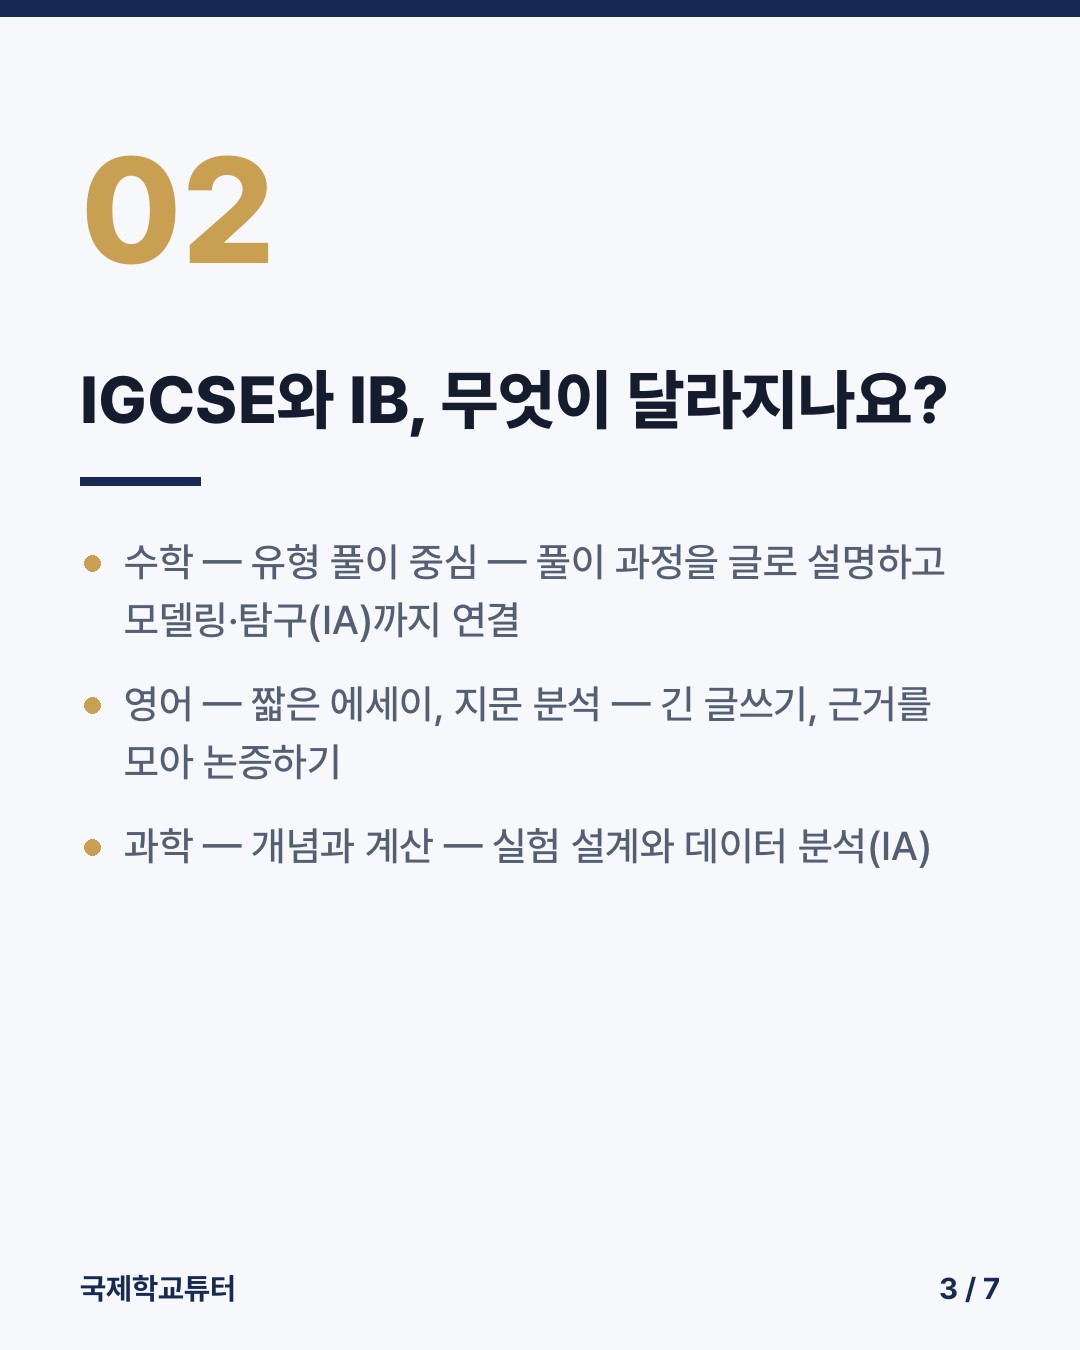 02
IGCSE와 IB, 무엇이 달라지나요?
수학 — 유형 풀이 중심 — 풀이 과정을 글로 설명하고
모델링·탐구(IA)까지 연결
영어 — 짧은 에세이, 지문 분석 — 긴 글쓰기, 근거를
모아 논증하기
과학 — 개념과 계산 — 실험 설계와 데이터 분석(IA)
국제학교튜터
3 / 7